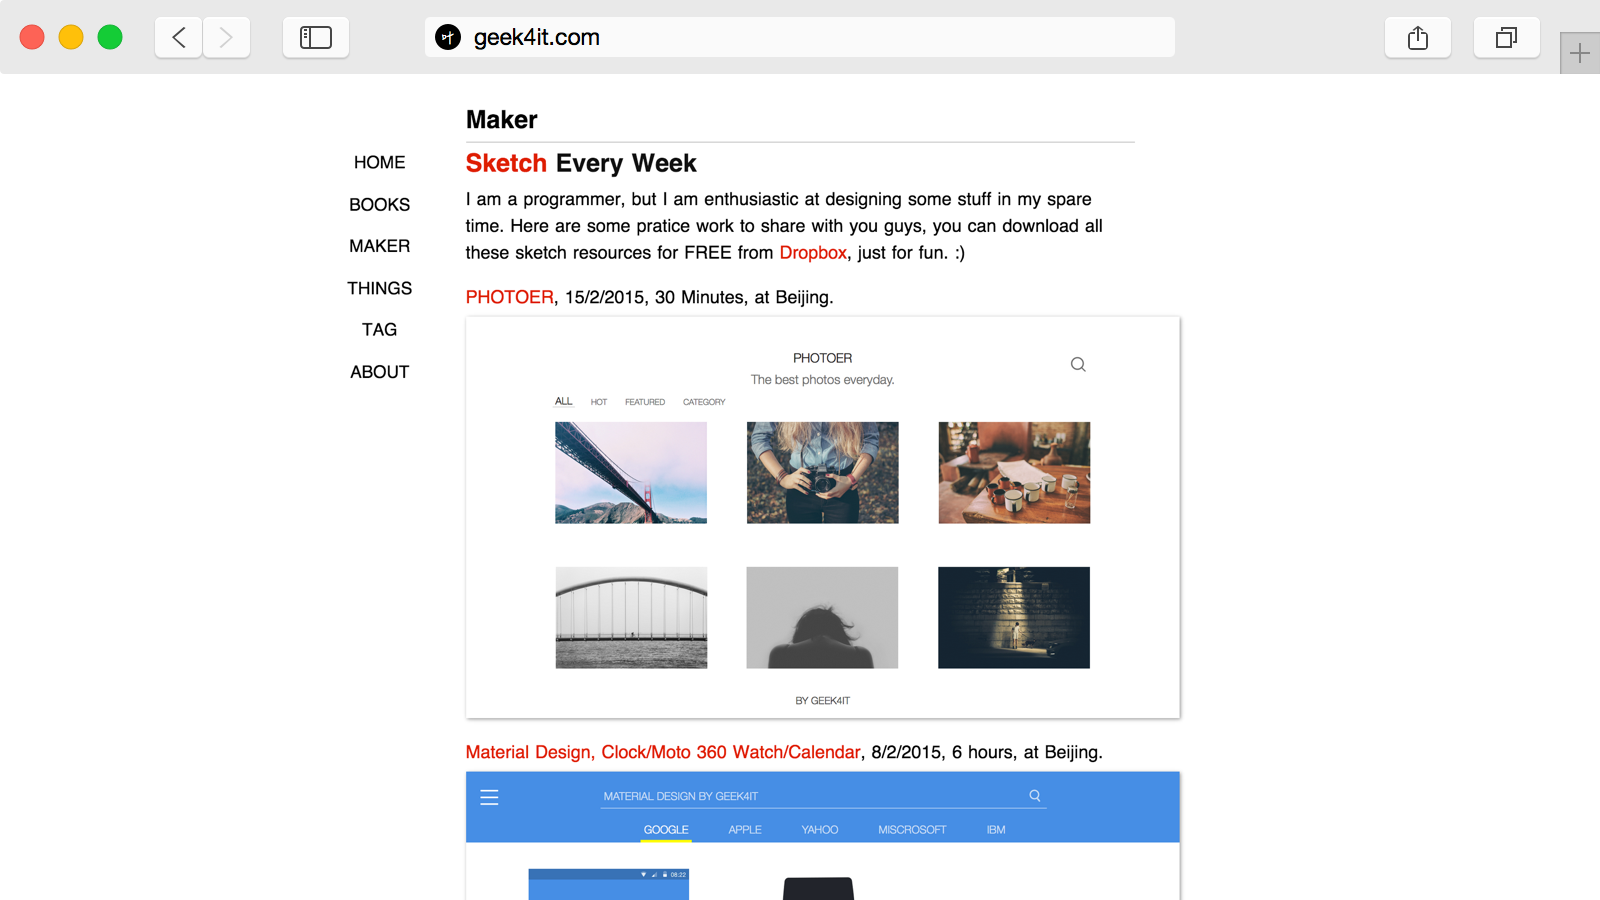 geek4it.com
Maker
HOME
BOOKS
MAKER
THINGS
TAG
ABOUT
Sketch Every Week
I am a programmer, but I am enthusiastic at designing some stuff in my spare
time. Here are some pratice work to share with you guys, you can download all
these sketch resources for FREE from Dropbox, just for fun. :)
PHOTOER, 15/2/2015, 30 Minutes, at Beijing.
PHOTOER
The best photos everyday.
ALL HOT FEATURED CATEGORY
BY GEEK4IT
Material Design, Clock/Moto 360 Watch/Calendar, 8/2/2015, 6 hours, at Beijing.
MATERIAL DESIGN BY GEEK4IT
GOOGLE APPLE YAHOO MISCROSOFT IBM
08:22